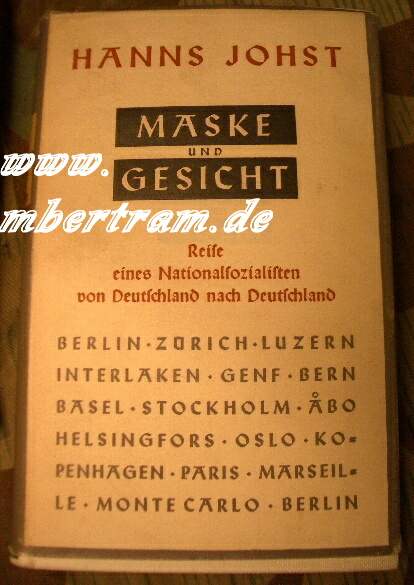 HANNS JOHST
MASKE
UND
GESICHT
www.
mbertram.de
Reiſe
eines Nationalſozialiſten
von Deutſchland nach Deutſchland
BERLIN · ZÜRICH · LUZERN
INTERLAKEN · GENF · BERN
BASEL · STOCKHOLM · ÅBO
HELSINGFORS · OSLO · KO=
PENHAGEN · PARIS · MARSEIL=
LE · MONTE CARLO · BERLIN